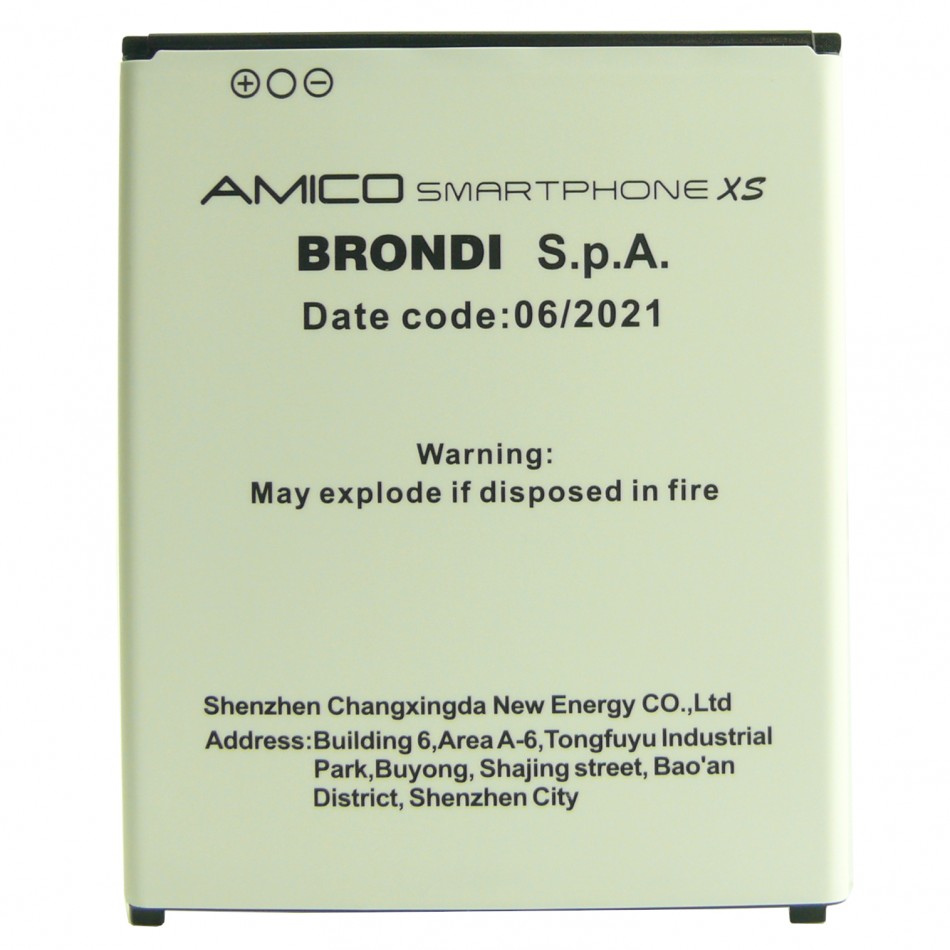 AMICO SMARTPHONE XS
BRONDI S.p.A.
Date code:06/2021
Warning:
May explode if disposed in fire
Shenzhen Changxingda New Energy CO.,Ltd
Address:Building 6,Area A-6,Tongfuyu Industrial
Park,Buyong, Shajing street, Bao'an
District, Shenzhen City